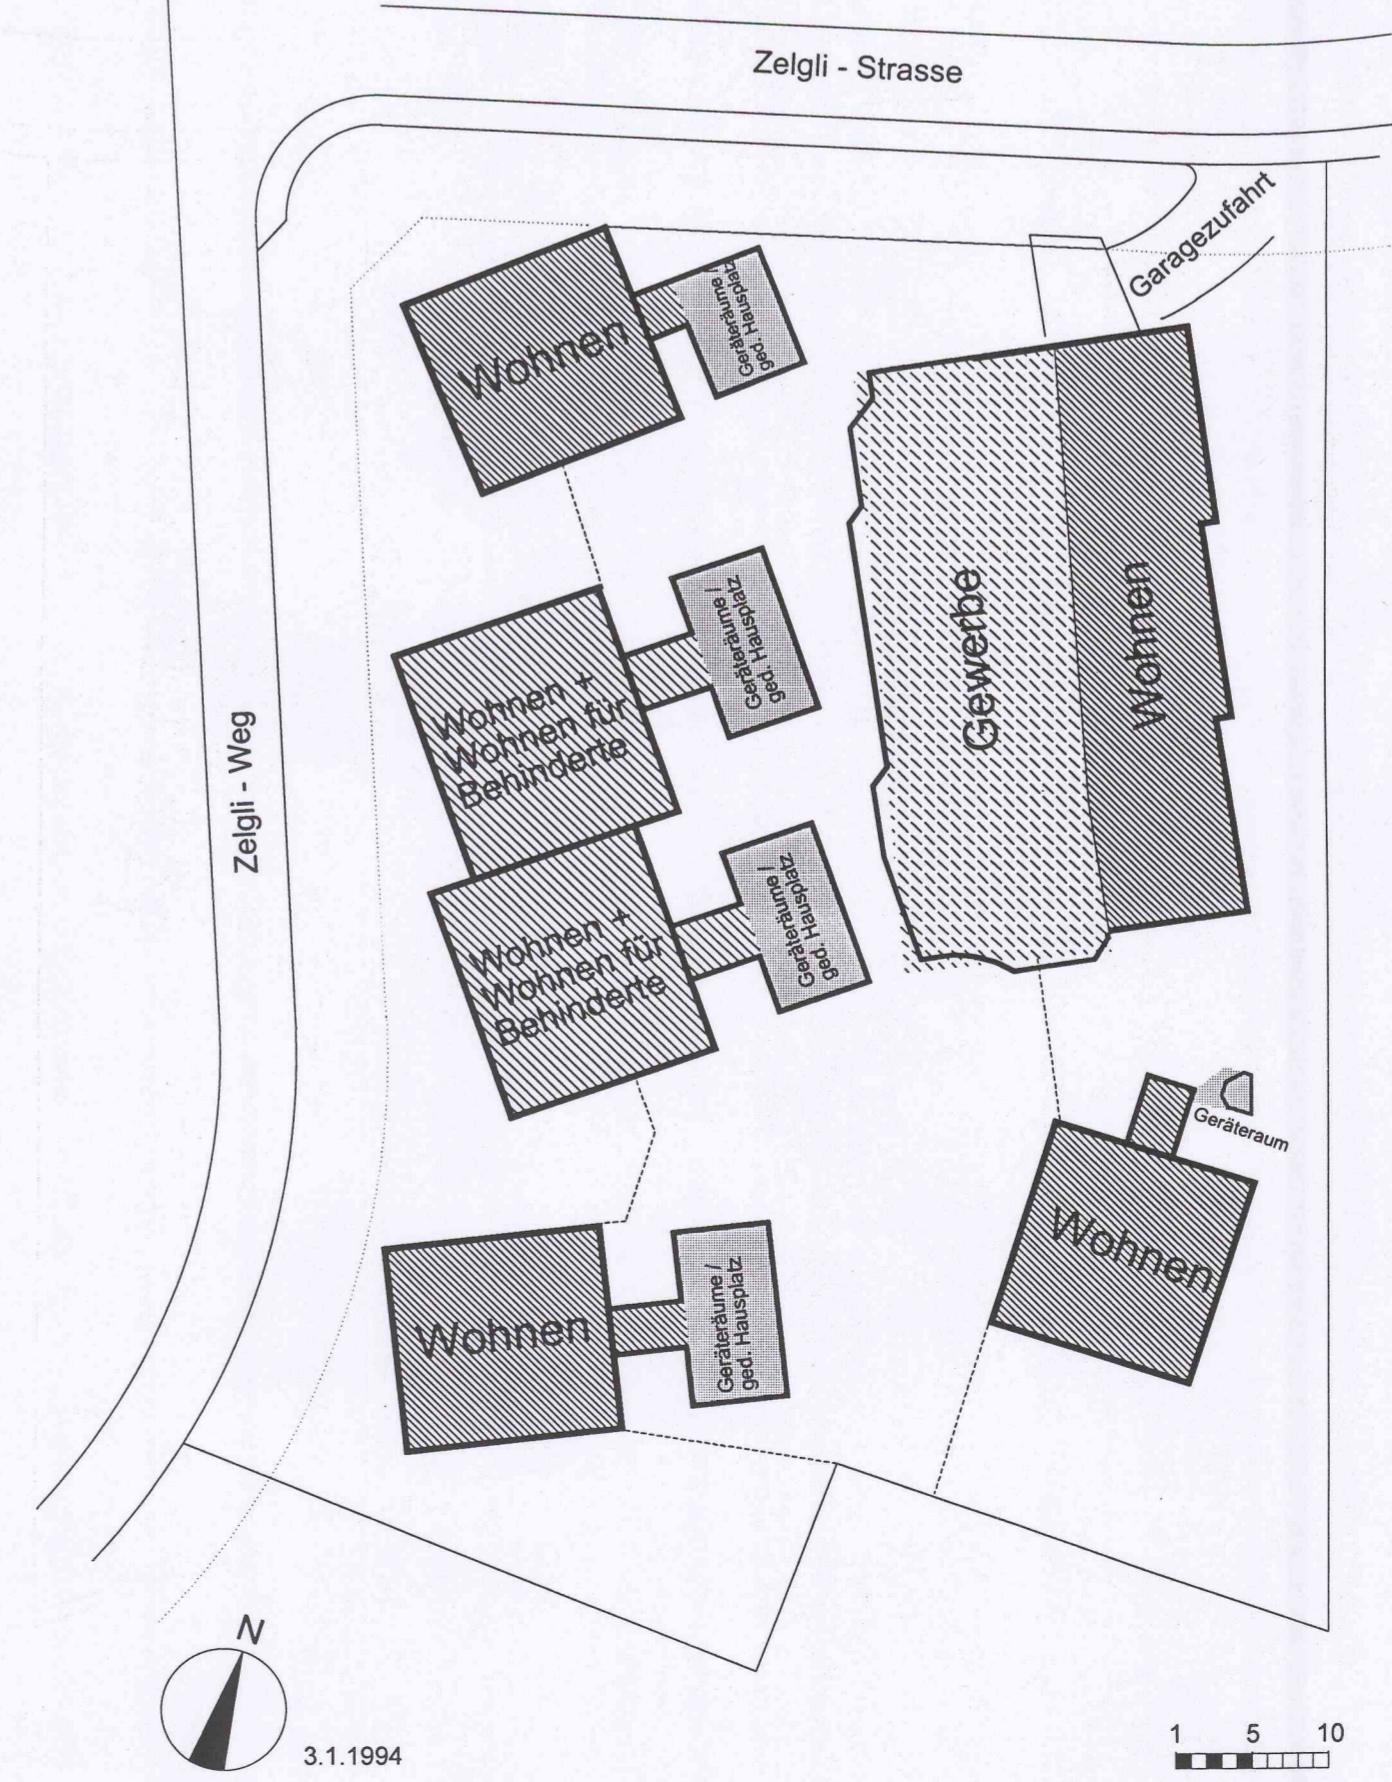 Zelgli - Strasse
Garagezufahrt
Wohnen
Geräteräume /
ged. Hausplatz
Wohnen +
Wohnen für
Behinderte
Geräteräume /
ged. Hausplatz
Gewerbe
Wohnen
Zelgli - Weg
Wohnen +
Wohnen für
Behinderte
Geräteräume /
ged. Hausplatz
Geräteraum
Wohnen
Wohnen
Geräteräume /
ged. Hausplatz
N
3.1.1994
1 5 10